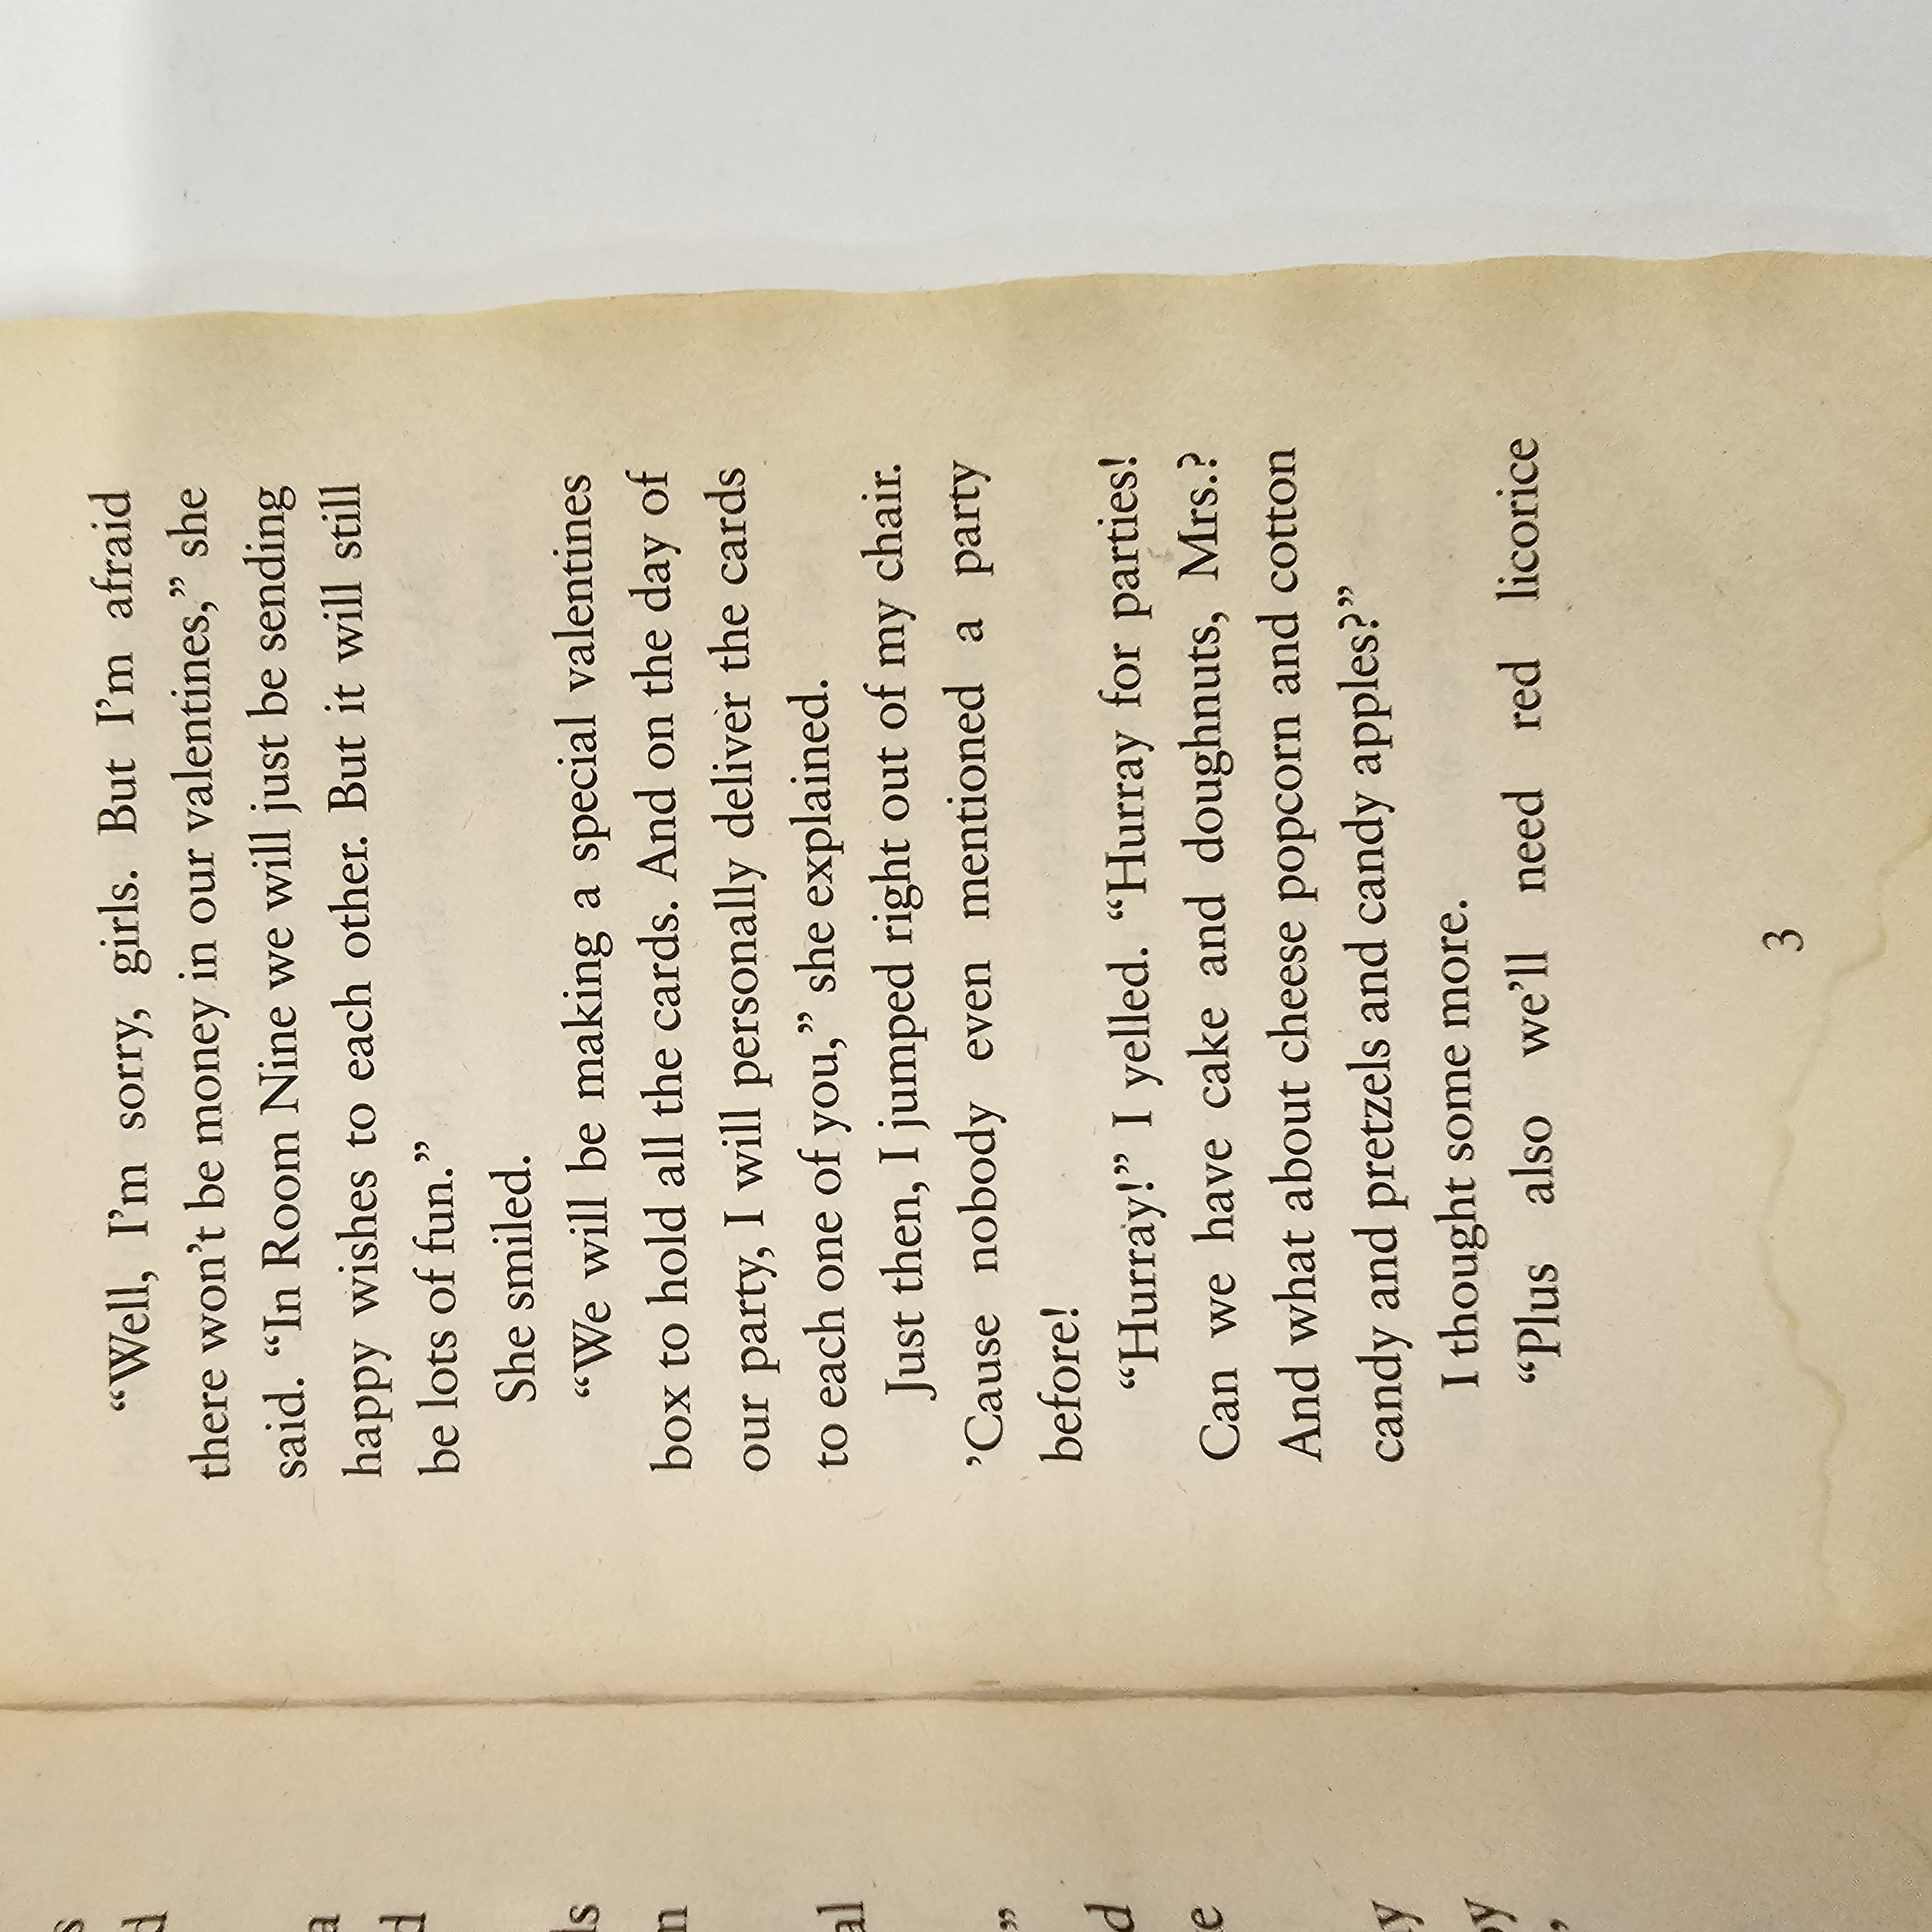 “Well, I’m sorry, girls. But I’m afraid
there won’t be money in our valentines,” she
said. “In Room Nine we will just be sending
happy wishes to each other. But it will still
be lots of fun.”
She smiled.
“We will be making a special valentines
box to hold all the cards. And on the day of
our party, I will personally deliver the cards
to each one of you,” she explained.
Just then, I jumped right out of my chair.
’Cause nobody even mentioned a party
before!
“Hurray!” I yelled. “Hurray for parties!
Can we have cake and doughnuts, Mrs.?
And what about cheese popcorn and cotton
candy and pretzels and candy apples?”
I thought some more.
“Plus also we’ll need red licorice
3